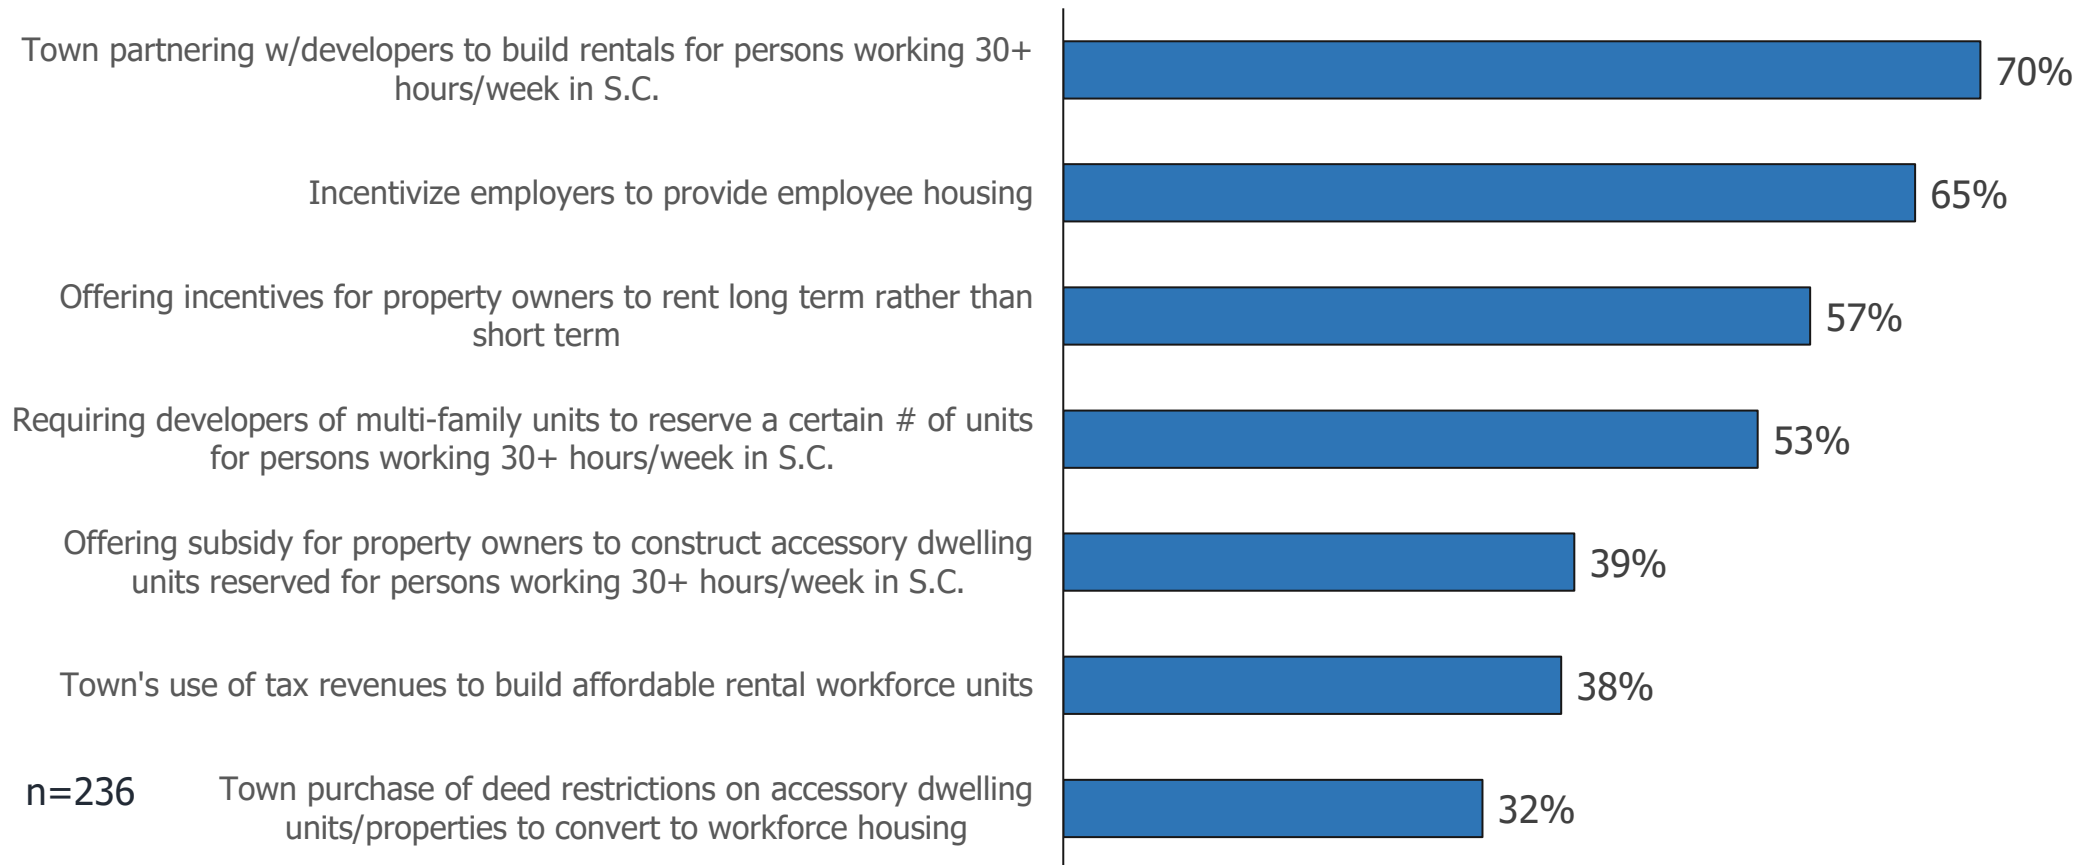 Town partnering w/developers to build rentals for persons working 30+
hours/week in S.C.
70%
Incentivize employers to provide employee housing
65%
Offering incentives for property owners to rent long term rather than
short term
57%
Requiring developers of multi-family units to reserve a certain # of units
for persons working 30+ hours/week in S.C.
53%
Offering subsidy for property owners to construct accessory dwelling
units reserved for persons working 30+ hours/week in S.C.
39%
Town's use of tax revenues to build affordable rental workforce units
38%
n=236
Town purchase of deed restrictions on accessory dwelling
units/properties to convert to workforce housing
32%